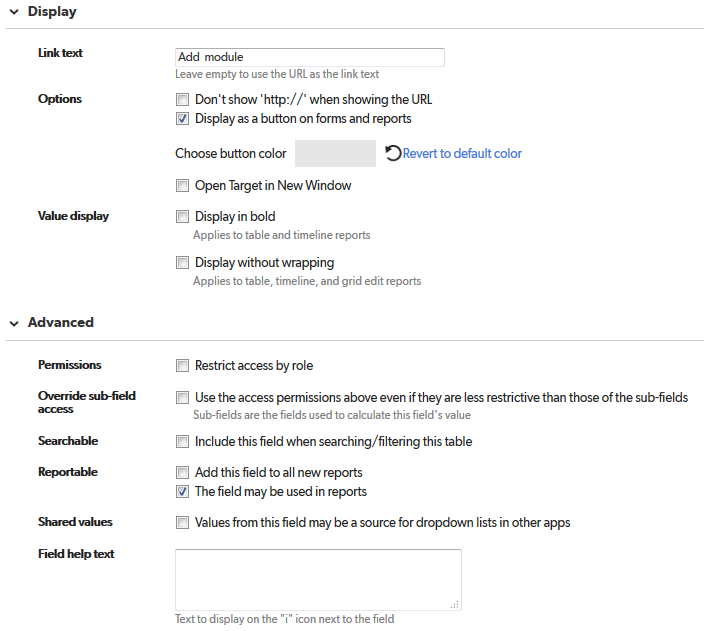 Display
Link text
Add module
Leave empty to use the URL as the link text
Options
Don't show 'http://' when showing the URL
Display as a button on forms and reports
Choose button color
Revert to default color
Open Target in New Window
Value display
Display in bold
Applies to table and timeline reports
Display without wrapping
Applies to table, timeline, and grid edit reports
Advanced
Permissions
Restrict access by role
Override sub-field
access
Use the access permissions above even if they are less restrictive than those of the sub-fields
Sub-fields are the fields used to calculate this field's value
Searchable
Include this field when searching/filtering this table
Reportable
Add this field to all new reports
The field may be used in reports
Shared values
Values from this field may be a source for dropdown lists in other apps
Field help text
Text to display on the "i" icon next to the field